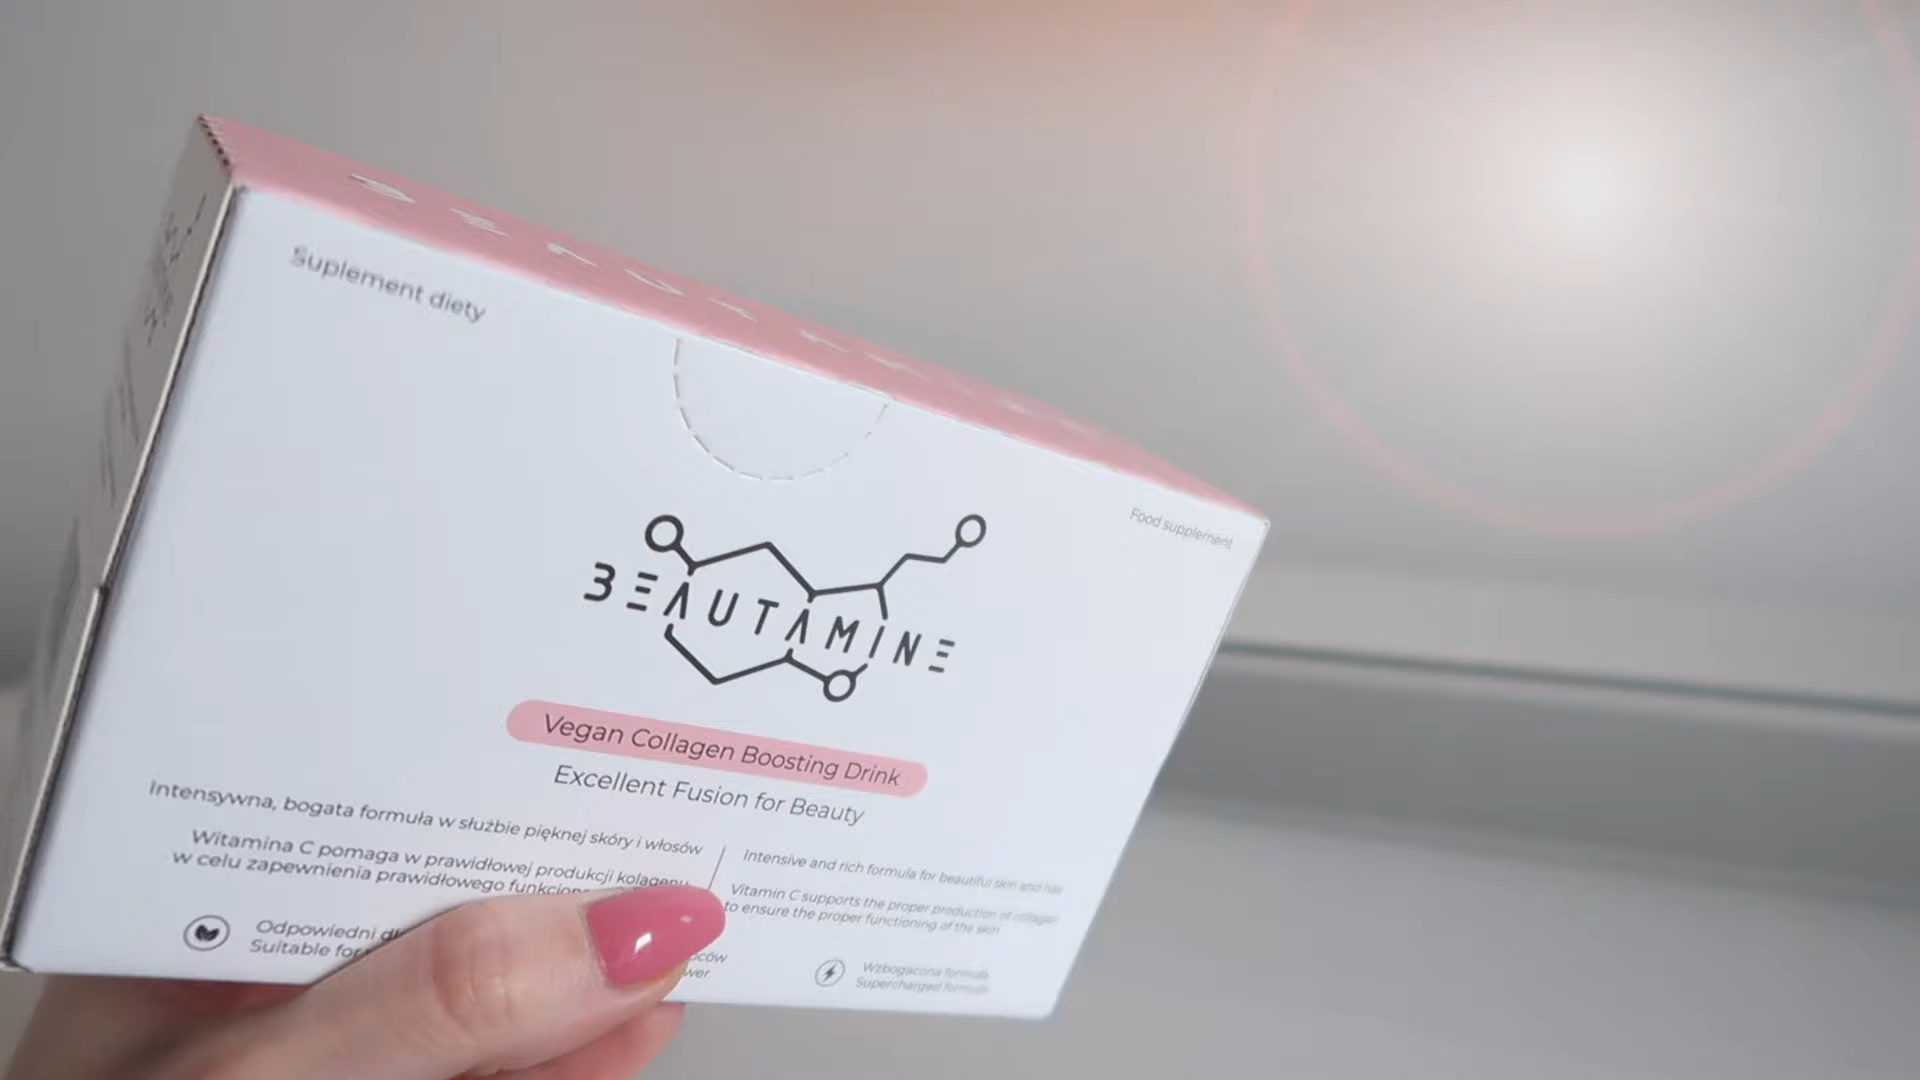 Suplement diety
Food supplement
BEAUTAMINE
Vegan Collagen Boosting Drink
Excellent Fusion for Beauty
Intensywna, bogata formuła w służbie pięknej skóry i włosów
Witamina C pomaga w prawidłowej produkcji kolagenu
w celu zapewnienia prawidłowego
Intensive and rich formula for beautiful skin and hair
Vitamin C supports the proper production of collagen
to ensure the proper functioning of the skin
Odpowiedni
Suitable for
Wzbogacona formuła
Supercharged formula